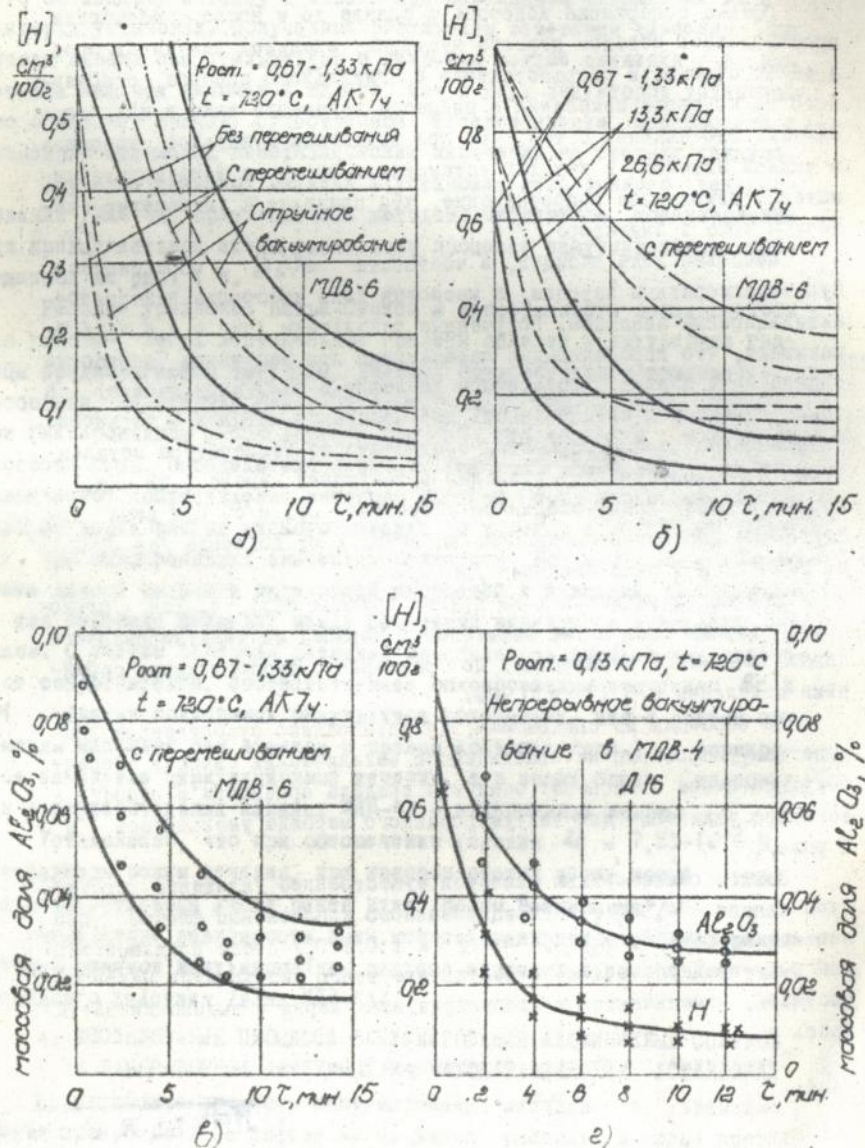 [H],
см³
100г
0,5
0,4
0,3
0,2
0,1
0
5
10
15
τ, мин.
Pост. = 0,67 - 1,33 кПа
t = 720°C, АК7ч
Без перемешивания
С перемешиванием
Струйное
вакуумирование
МДВ-6
а)
[H],
см³
100г
0,8
0,6
0,4
0,2
0
5
10
15
τ, мин.
0,67 - 1,33 кПа
13,3 кПа
26,6 кПа
t = 720°C, АК7ч
с перемешиванием
МДВ-6
б)
массовая доля Al₂O₃, %
0,10
0,08
0,06
0,04
0,02
0
5
10
15
τ, мин.
Pост = 0,67 - 1,33 кПа
t = 720°C, АК7ч
с перемешиванием
МДВ-6
в)
[H],
см³
100г
0,8
0,6
0,4
0,2
0
2
4
6
8
10
12
τ, мин.
Pост. = 0,13 кПа, t = 720°C
Непрерывное вакуумиро-
вание в МДВ-4
Д16
Al₂O₃
H
0,10
0,08
0,06
0,04
0,02
0
массовая доля Al₂O₃, %
г)